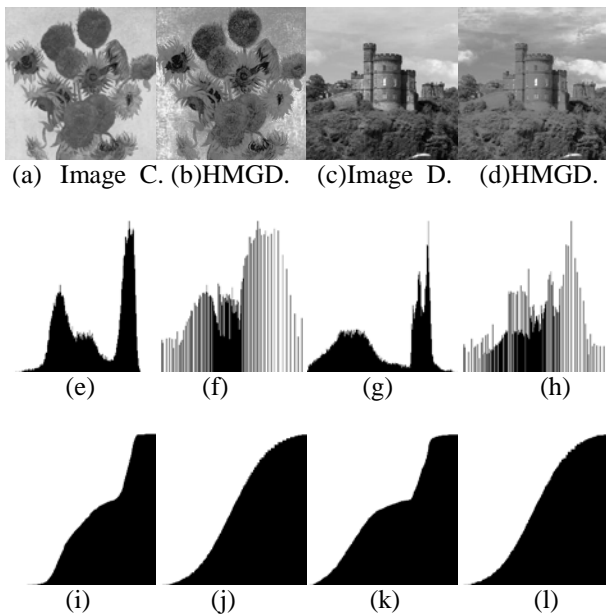 (a) Image C. (b)HMGD. (c)Image D. (d)HMGD.
(e) (f) (g) (h)
(i) (j) (k) (l)